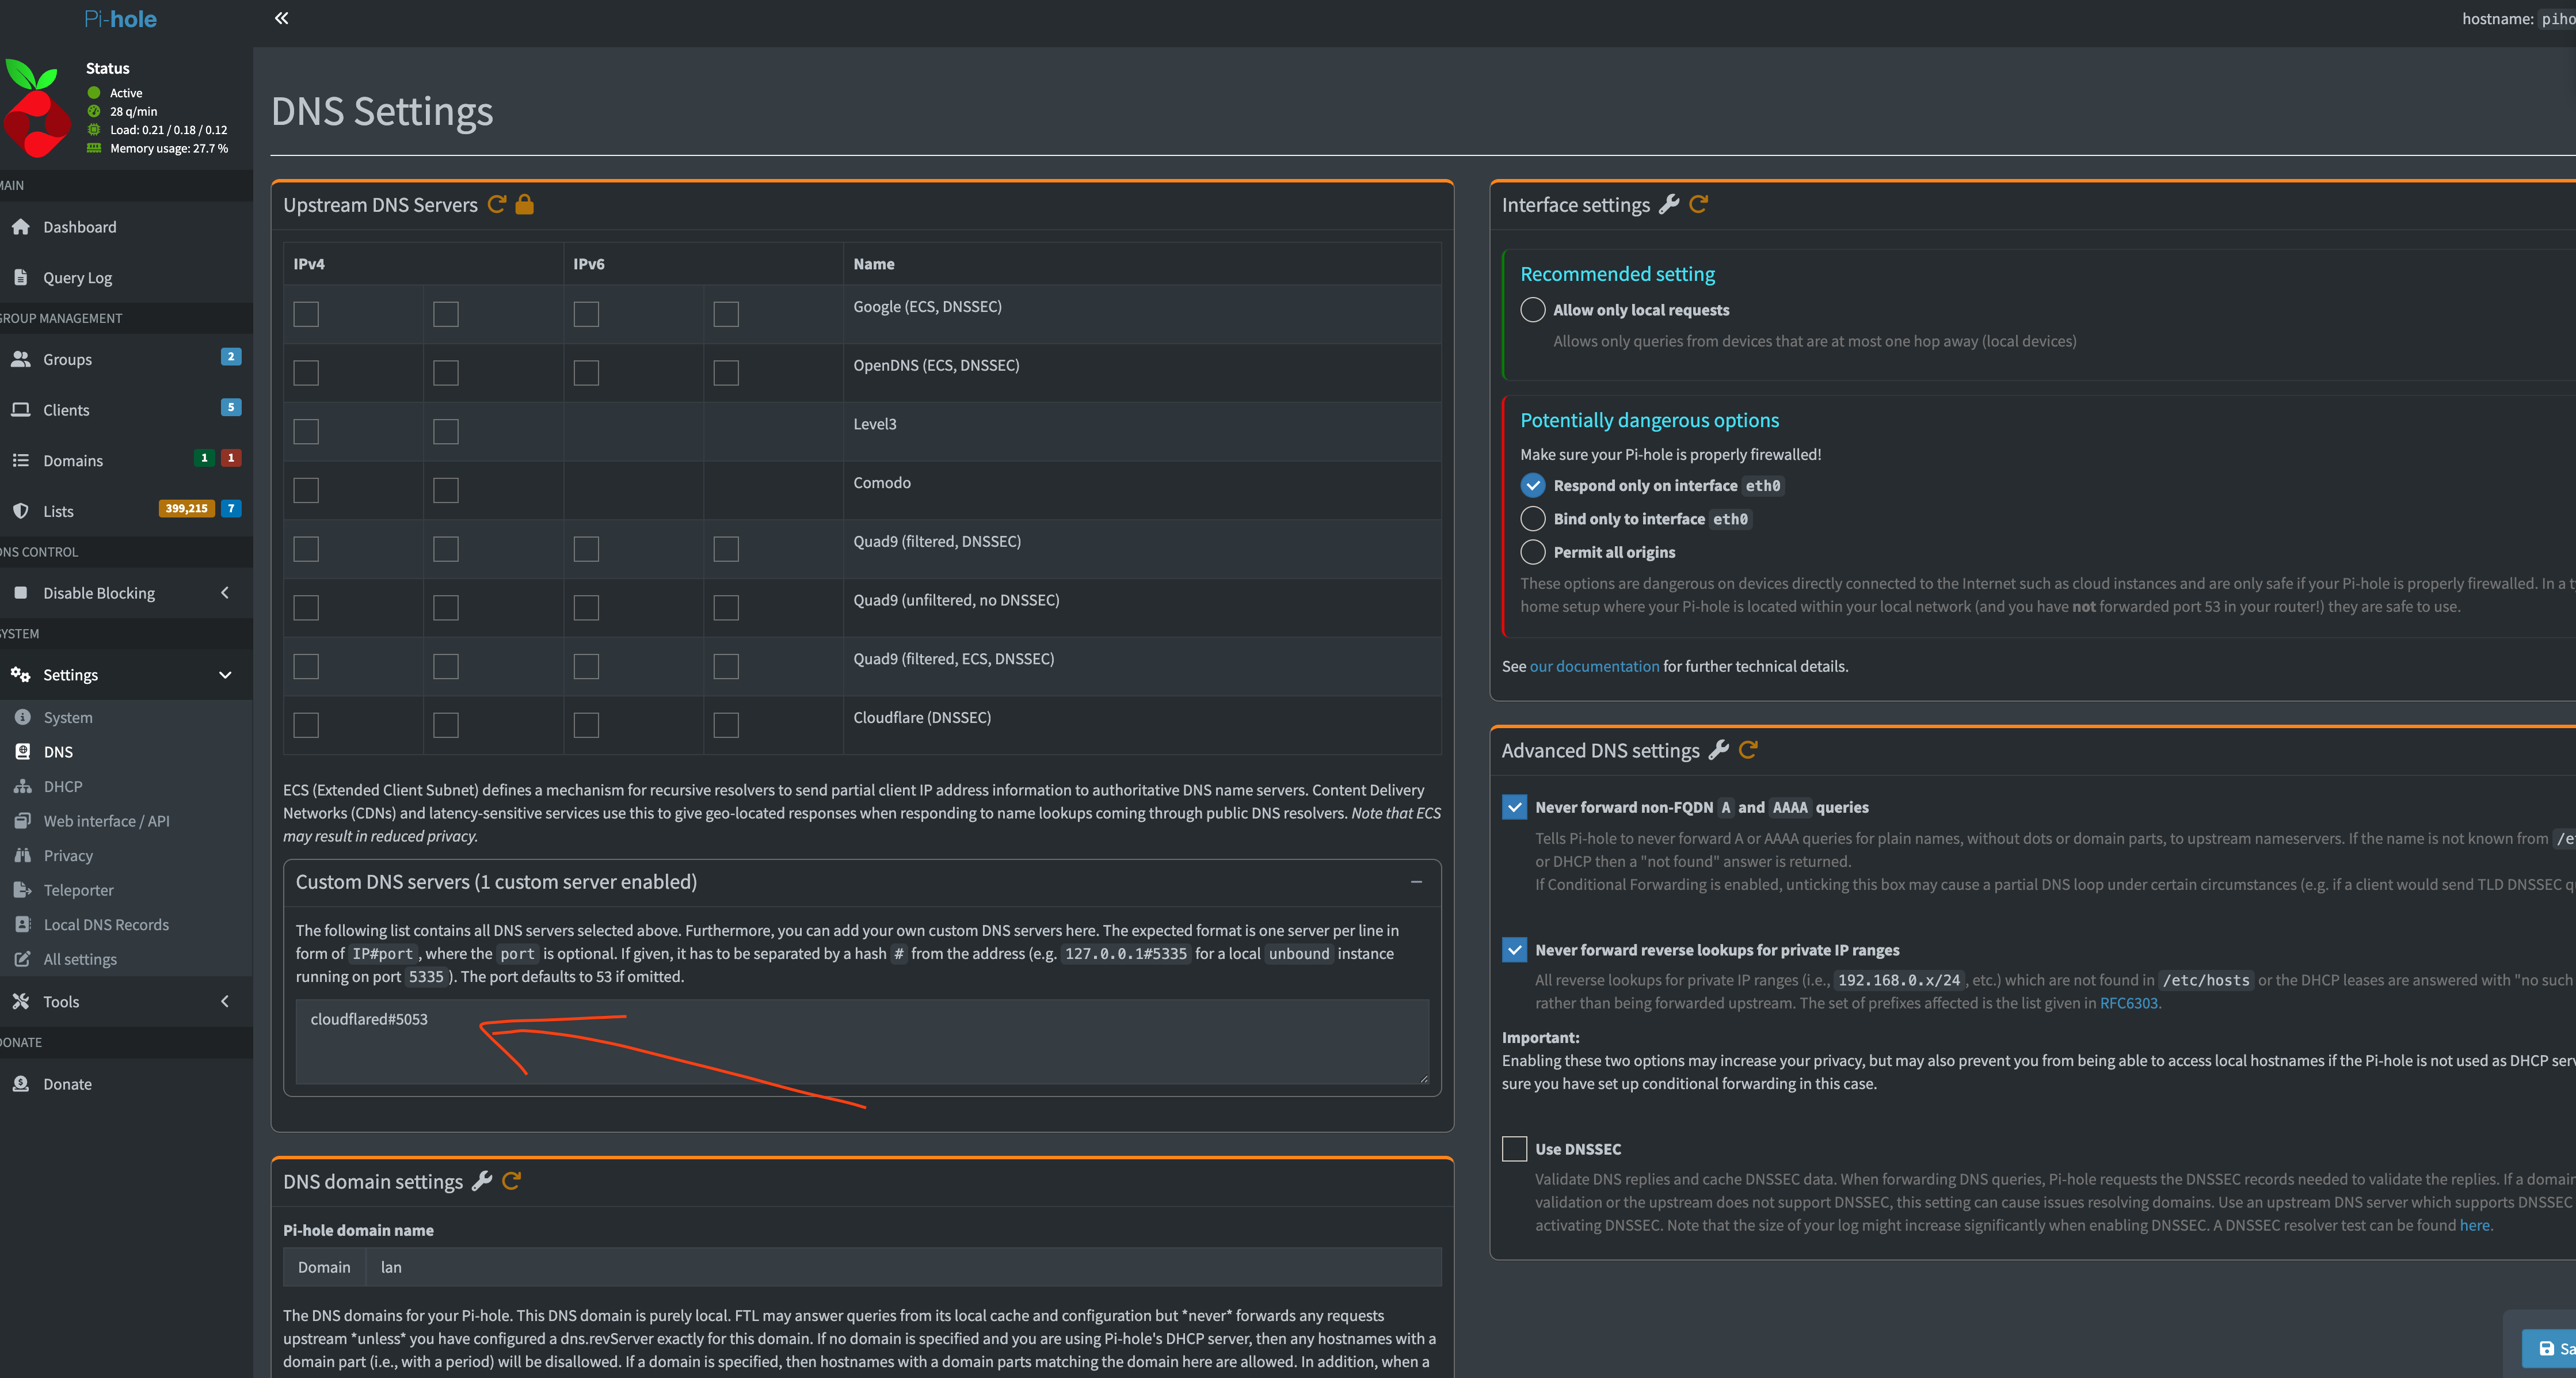 Pi-hole
hostname: piho
Status
Active
28 q/min
Load: 0.21 / 0.18 / 0.12
Memory usage: 27.7 %
MAIN
Dashboard
Query Log
GROUP MANAGEMENT
Groups 2
Clients 5
Domains 1 1
Lists 399,215 7
DNS CONTROL
Disable Blocking
SYSTEM
Settings
System
DNS
DHCP
Web interface / API
Privacy
Teleporter
Local DNS Records
All settings
Tools
DONATE
Donate
DNS Settings
Upstream DNS Servers
IPv4 IPv6 Name
Google (ECS, DNSSEC)
OpenDNS (ECS, DNSSEC)
Level3
Comodo
Quad9 (filtered, DNSSEC)
Quad9 (unfiltered, no DNSSEC)
Quad9 (filtered, ECS, DNSSEC)
Cloudflare (DNSSEC)
ECS (Extended Client Subnet) defines a mechanism for recursive resolvers to send partial client IP address information to authoritative DNS name servers. Content Delivery
Networks (CDNs) and latency-sensitive services use this to give geo-located responses when responding to name lookups coming through public DNS resolvers. Note that ECS
may result in reduced privacy.
Custom DNS servers (1 custom server enabled)
The following list contains all DNS servers selected above. Furthermore, you can add your own custom DNS servers here. The expected format is one server per line in
form of IP#port, where the port is optional. If given, it has to be separated by a hash # from the address (e.g. 127.0.0.1#5335 for a local unbound instance
running on port 5335). The port defaults to 53 if omitted.
cloudflared#5053
DNS domain settings
Pi-hole domain name
Domain lan
The DNS domains for your Pi-hole. This DNS domain is purely local. FTL may answer queries from its local cache and configuration but *never* forwards any requests
upstream *unless* you have configured a dns.revServer exactly for this domain. If no domain is specified and you are using Pi-hole's DHCP server, then any hostnames with a
domain part (i.e., with a period) will be disallowed. If a domain is specified, then hostnames with a domain parts matching the domain here are allowed. In addition, when a
Interface settings
Recommended setting
Allow only local requests
Allows only queries from devices that are at most one hop away (local devices)
Potentially dangerous options
Make sure your Pi-hole is properly firewalled!
Respond only on interface eth0
Bind only to interface eth0
Permit all origins
These options are dangerous on devices directly connected to the Internet such as cloud instances and are only safe if your Pi-hole is properly firewalled. In a t
home setup where your Pi-hole is located within your local network (and you have not forwarded port 53 in your router!) they are safe to use.
See our documentation for further technical details.
Advanced DNS settings
Never forward non-FQDN A and AAAA queries
Tells Pi-hole to never forward A or AAAA queries for plain names, without dots or domain parts, to upstream nameservers. If the name is not known from /et
or DHCP then a "not found" answer is returned.
If Conditional Forwarding is enabled, unticking this box may cause a partial DNS loop under certain circumstances (e.g. if a client would send TLD DNSSEC q
Never forward reverse lookups for private IP ranges
All reverse lookups for private IP ranges (i.e., 192.168.0.x/24, etc.) which are not found in /etc/hosts or the DHCP leases are answered with "no such
rather than being forwarded upstream. The set of prefixes affected is the list given in RFC6303.
Important:
Enabling these two options may increase your privacy, but may also prevent you from being able to access local hostnames if the Pi-hole is not used as DHCP serv
sure you have set up conditional forwarding in this case.
Use DNSSEC
Validate DNS replies and cache DNSSEC data. When forwarding DNS queries, Pi-hole requests the DNSSEC records needed to validate the replies. If a domain
validation or the upstream does not support DNSSEC, this setting can cause issues resolving domains. Use an upstream DNS server which supports DNSSEC
activating DNSSEC. Note that the size of your log might increase significantly when enabling DNSSEC. A DNSSEC resolver test can be found here.
Sa